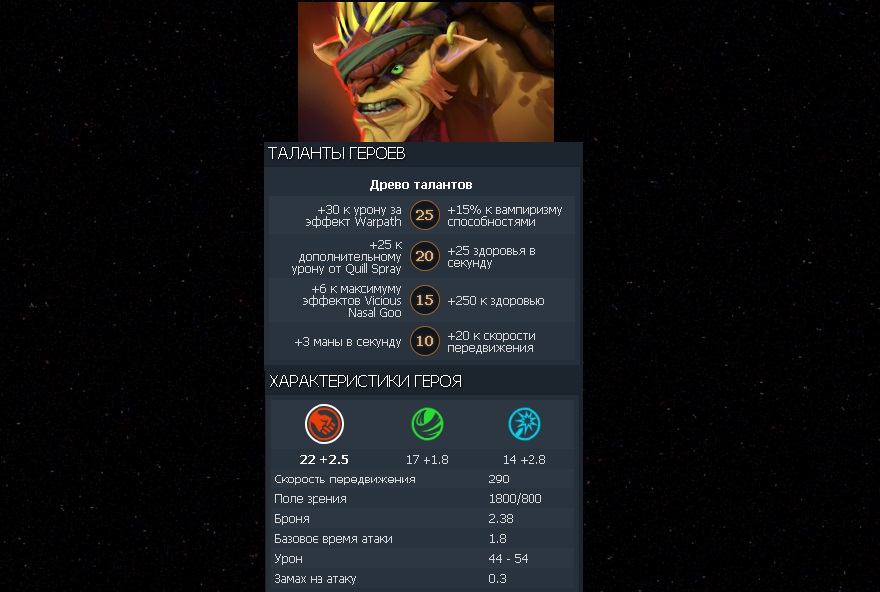 ТАЛАНТЫ ГЕРОЕВ
Древо талантов
+30 к урону за
эффект Warpath
25
+15% к вампиризму
способностями
+25 к
дополнительному
урону от Quill Spray
20
+25 здоровья в
секунду
+6 к максимуму
эффектов Vicious
Nasal Goo
15
+250 к здоровью
+3 маны в секунду
10
+20 к скорости
передвижения
ХАРАКТЕРИСТИКИ ГЕРОЯ
22 +2.5 17 +1.8 14 +2.8
Скорость передвижения 290
Поле зрения 1800/800
Броня 2.38
Базовое время атаки 1.8
Урон 44 - 54
Замах на атаку 0.3